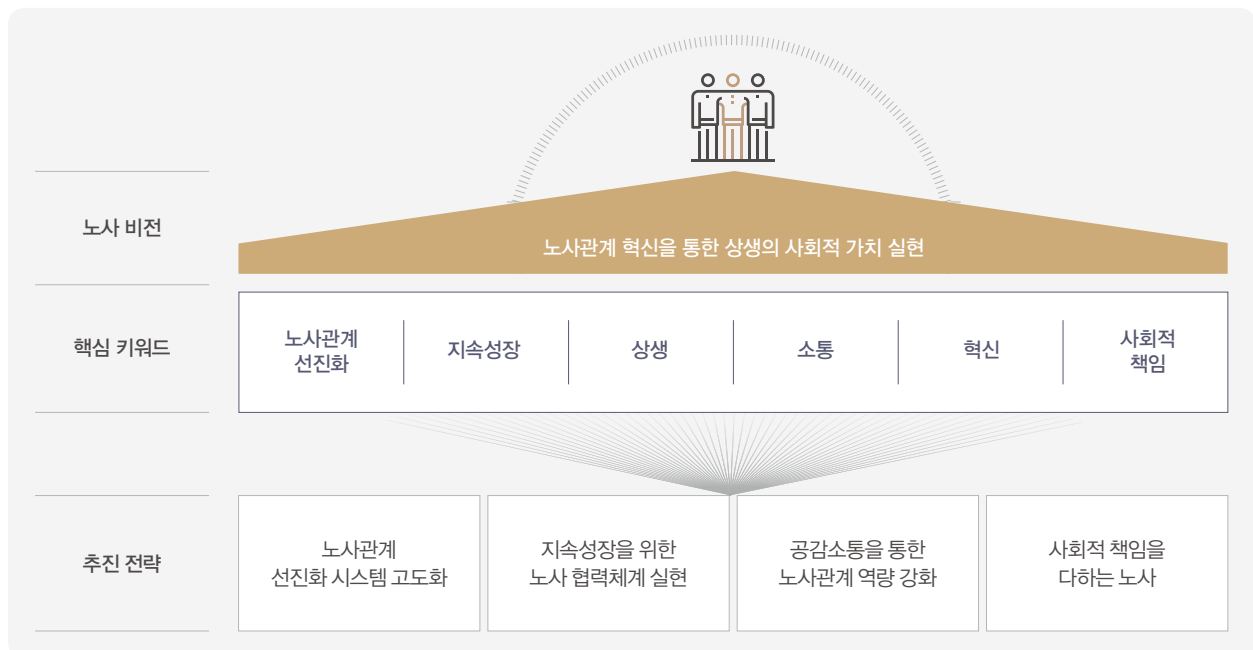 노사 비전
노사관계 혁신을 통한 상생의 사회적 가치 실현
핵심 키워드
노사관계
선진화
지속성장
상생
소통
혁신
사회적
책임
추진 전략
노사관계
선진화 시스템 고도화
지속성장을 위한
노사 협력체계 실현
공감소통을 통한
노사관계 역량 강화
사회적 책임을
다하는 노사